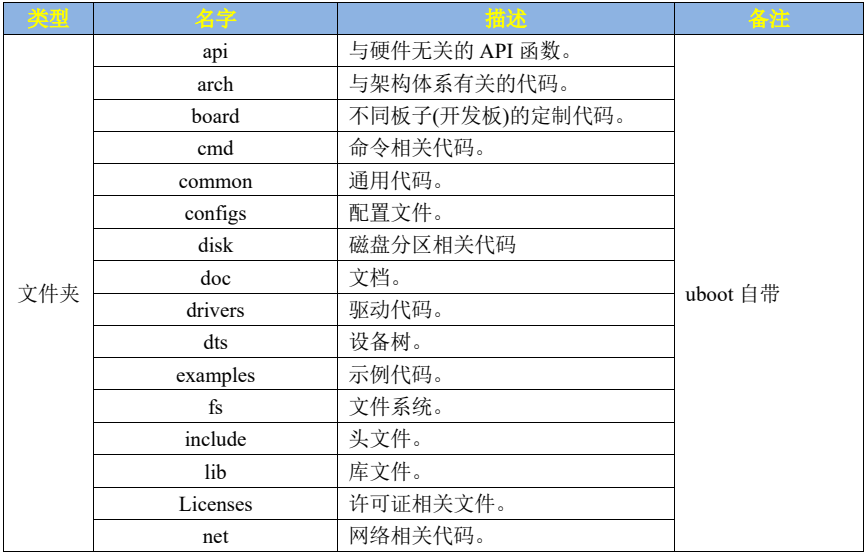 类型 名字 描述 备注
api 与硬件无关的 API 函数。
arch 与架构体系有关的代码。
board 不同板子(开发板)的定制代码。
cmd 命令相关代码。
common 通用代码。
configs 配置文件。
disk 磁盘分区相关代码
doc 文档。
文件夹 uboot 自带
drivers 驱动代码。
dts 设备树。
examples 示例代码。
fs 文件系统。
include 头文件。
lib 库文件。
Licenses 许可证相关文件。
net 网络相关代码。